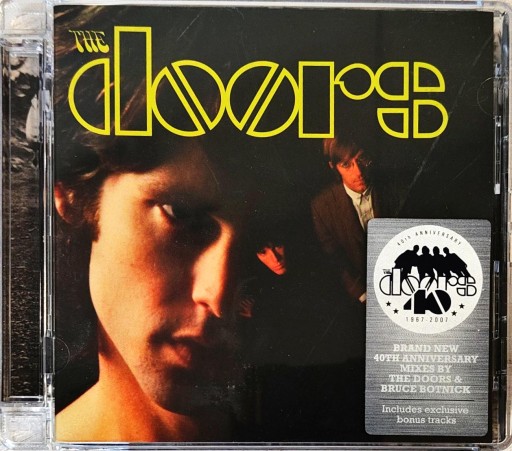 THE
doors
40th ANNIVERSARY
THE
doors
40
1967-2007
BRAND NEW
40TH ANNIVERSARY
MIXES BY
THE DOORS &
BRUCE BOTNICK
Includes exclusive
bonus tracks